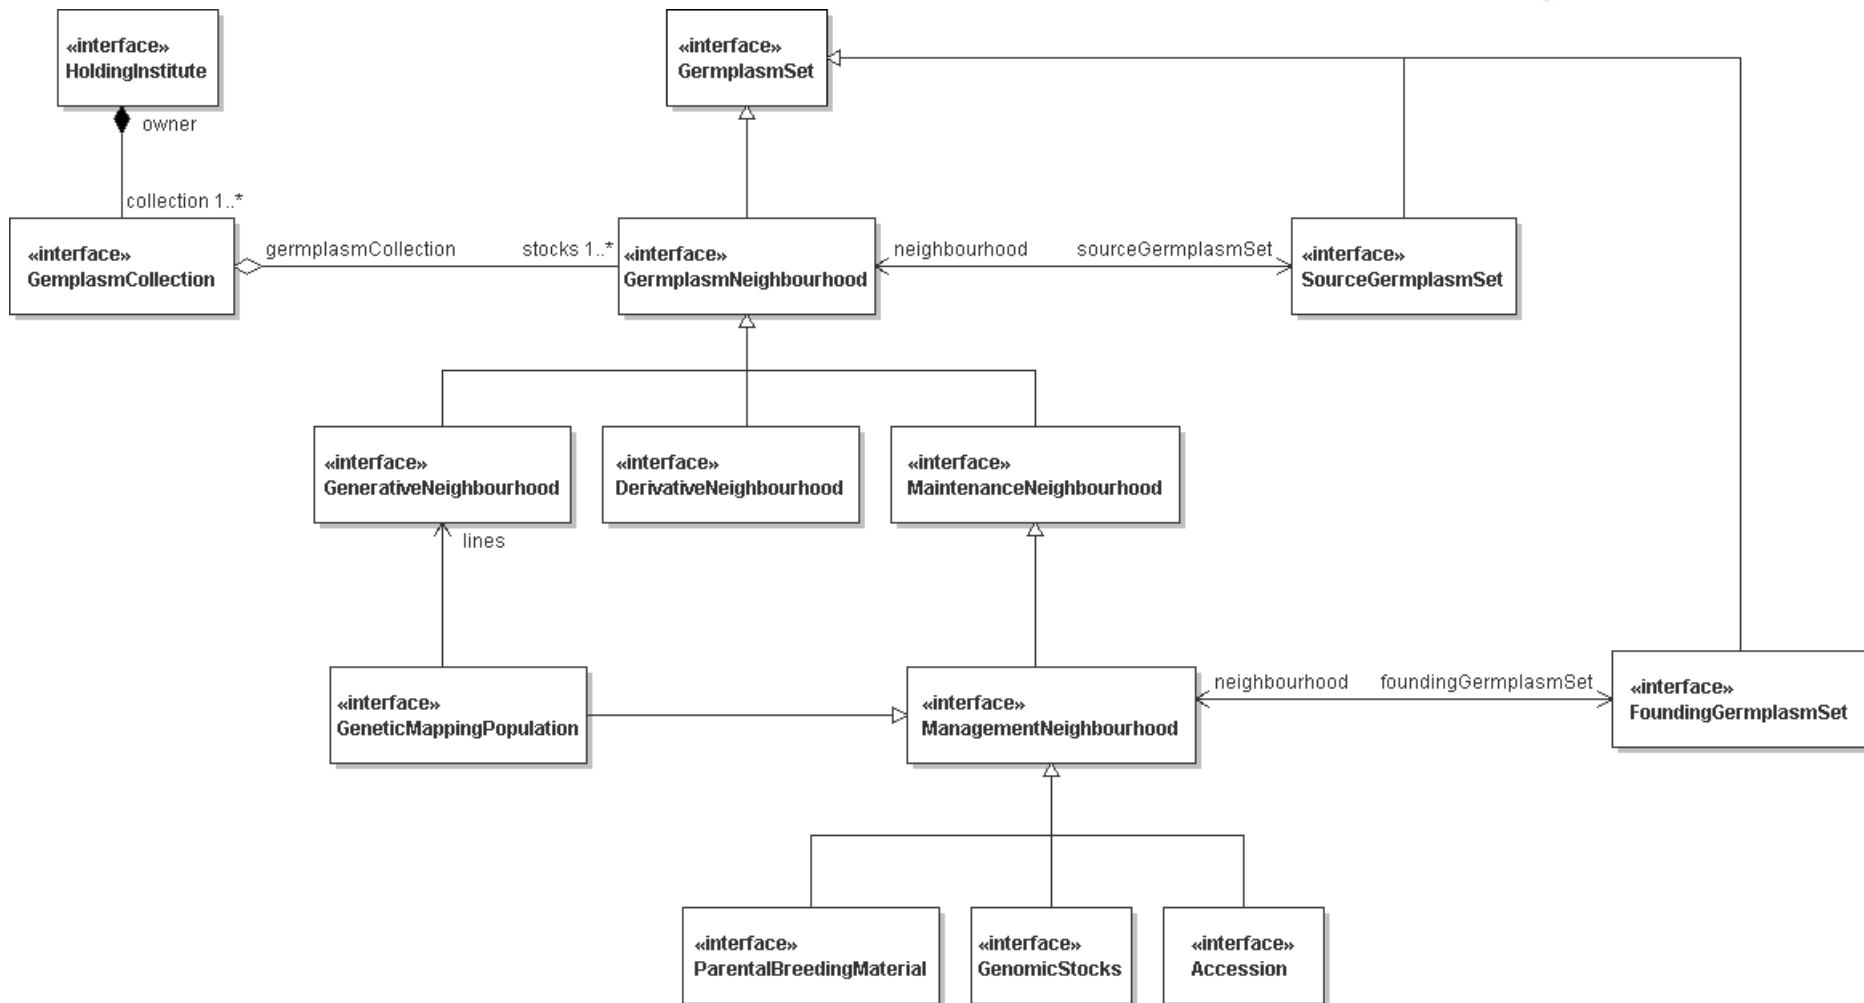 «interface»
HoldingInstitute
«interface»
GermplasmSet
owner
collection 1..*
«interface»
GemplasmCollection
germplasmCollection
stocks 1..*
«interface»
GermplasmNeighbourhood
neighbourhood
sourceGermplasmSet
«interface»
SourceGermplasmSet
«interface»
GenerativeNeighbourhood
«interface»
DerivativeNeighbourhood
«interface»
MaintenanceNeighbourhood
lines
«interface»
GeneticMappingPopulation
«interface»
ManagementNeighbourhood
neighbourhood
foundingGermplasmSet
«interface»
FoundingGermplasmSet
«interface»
ParentalBreedingMaterial
«interface»
GenomicStocks
«interface»
Accession